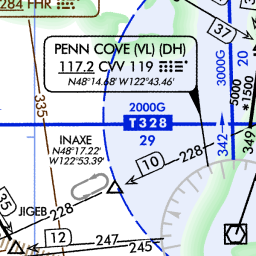 284 FHR
PENN COVE (VL) (DH)
117.2 CVV 119
N48°14.68' W122°43.46'
37
3000G
20
5000
*1500
335
2000G
T328
29
342
349
INAXE
N48°17.22'
W122°53.39'
10
228
228
35
JIGEB
12
247
245